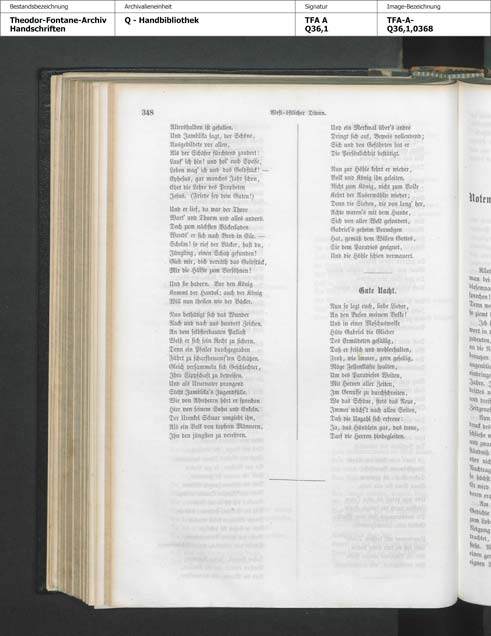 Bestandsbezeichnung
Theodor-Fontane-Archiv
Handschriften
Archivalieneinheit
Q - Handbibliothek
Signatur
TFA A
Q36,1
Image-Bezeichnung
TFA-A-
Q36,1,0368
348
West-östlicher Divan.
Altershalben ist gefallen.
Und Jamblika sagt, der Schöne,
Ausgebildete vor allen,
Als der Schäfer fürchtend zaudert:
Lauf' ich hin! und hol' euch Speise,
Leben wag' ich und das Goldstück! —
Ephesus, gar manches Jahr schon,
Ehrt die Lehre des Propheten
Jesus. (Friede sey dem Guten!)
Und er lief, da war der Thore
Wart' und Thurn und alles anders.
Doch zum nächsten Bäckerladen
Wandt' er sich nach Brod in Eile. —
Schelm! so rief der Bäcker, hast du,
Jüngling, einen Schatz gefunden!
Gieb mir, dich verräth das Goldstück,
Mir die Hälfte zum Versöhnen!
Und sie hadern. Vor den König
Kommt der Handel; auch der König
Will nun theilen wie der Bäcker.
Nun bethätigt sich das Wunder
Nach und nach aus hundert Zeichen.
An dem selbsterbauten Pallast
Weiß er sich sein Recht zu sichern.
Denn ein Pfeiler durchgegraben
Führt zu scharfbenamsten Schätzen.
Gleich versammeln sich Geschlechter,
Ihre Sippschaft zu beweisen.
Und als Ururvater prangend
Steht Jamblika's Jugendfülle.
Wie von Ahnherrn hört er sprechen
Hier von seinem Sohn und Enkeln.
Der Urenkel Schaar umgiebt ihn,
Als ein Volk von tapfern Männern,
Ihn den jüngsten zu verehren.
Und ein Merkmal über's andre
Dringt sich auf, Beweis vollendend;
Sich und den Gefährten hat er
Die Persönlichkeit bestätigt.
Nun zur Höhle kehrt er wieder,
Volk und König ihn geleiten.
Nicht zum König, nicht zum Volke
Kehrt der Auserwählte wieder;
Denn die Sieben, die von lang' her,
Achte waren's mit dem Hunde,
Sich von aller Welt gesondert,
Gabriel's geheim Vermögen
Hat, gemäß dem Willen Gottes,
Sie dem Paradies geeignet,
Und die Höhle schien vermauert.
Gute Nacht.
Nun so legt euch, liebe Lieder,
An den Busen meinem Volke!
Und in einer Moschuswolke
Hüte Gabriel die Glieder
Des Ermüdeten gefällig,
Daß er frisch und wohlerhalten,
Froh, wie immer, gern gesellig,
Möge Felsenklüfte spalten,
Um des Paradieses Weiten,
Mit Heroen aller Zeiten,
Im Genusse zu durchschreiten,
Wo das Schöne, stets das Neue,
Immer wächs't nach allen Seiten,
Daß die Unzahl sich erfreue:
Ja, das Hündlein gar, das treue,
Darf die Herren hinbegleiten.